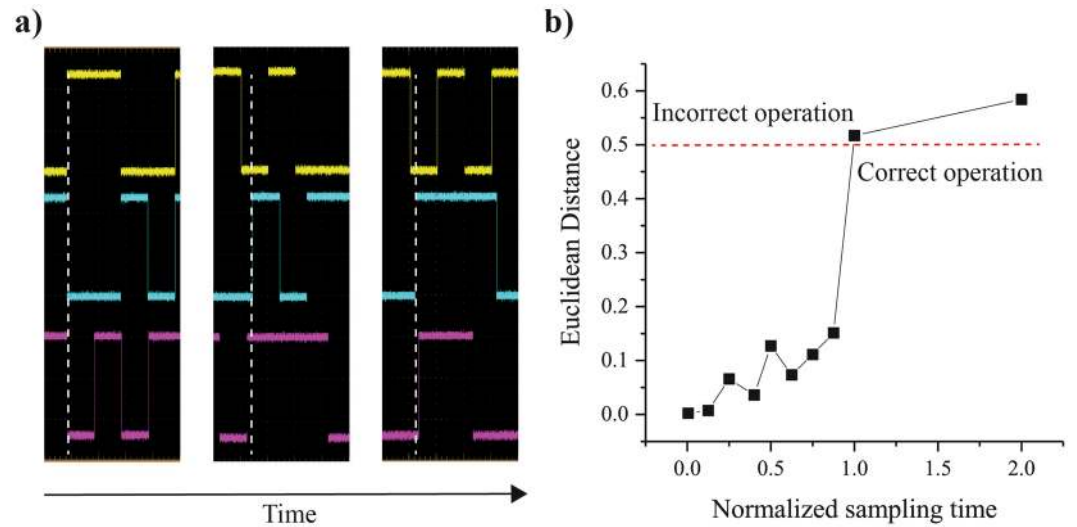 a)
Time
b)
Euclidean Distance
0.6
0.5
0.4
0.3
0.2
0.1
0.0
Incorrect operation
Correct operation
0.0 0.5 1.0 1.5 2.0
Normalized sampling time